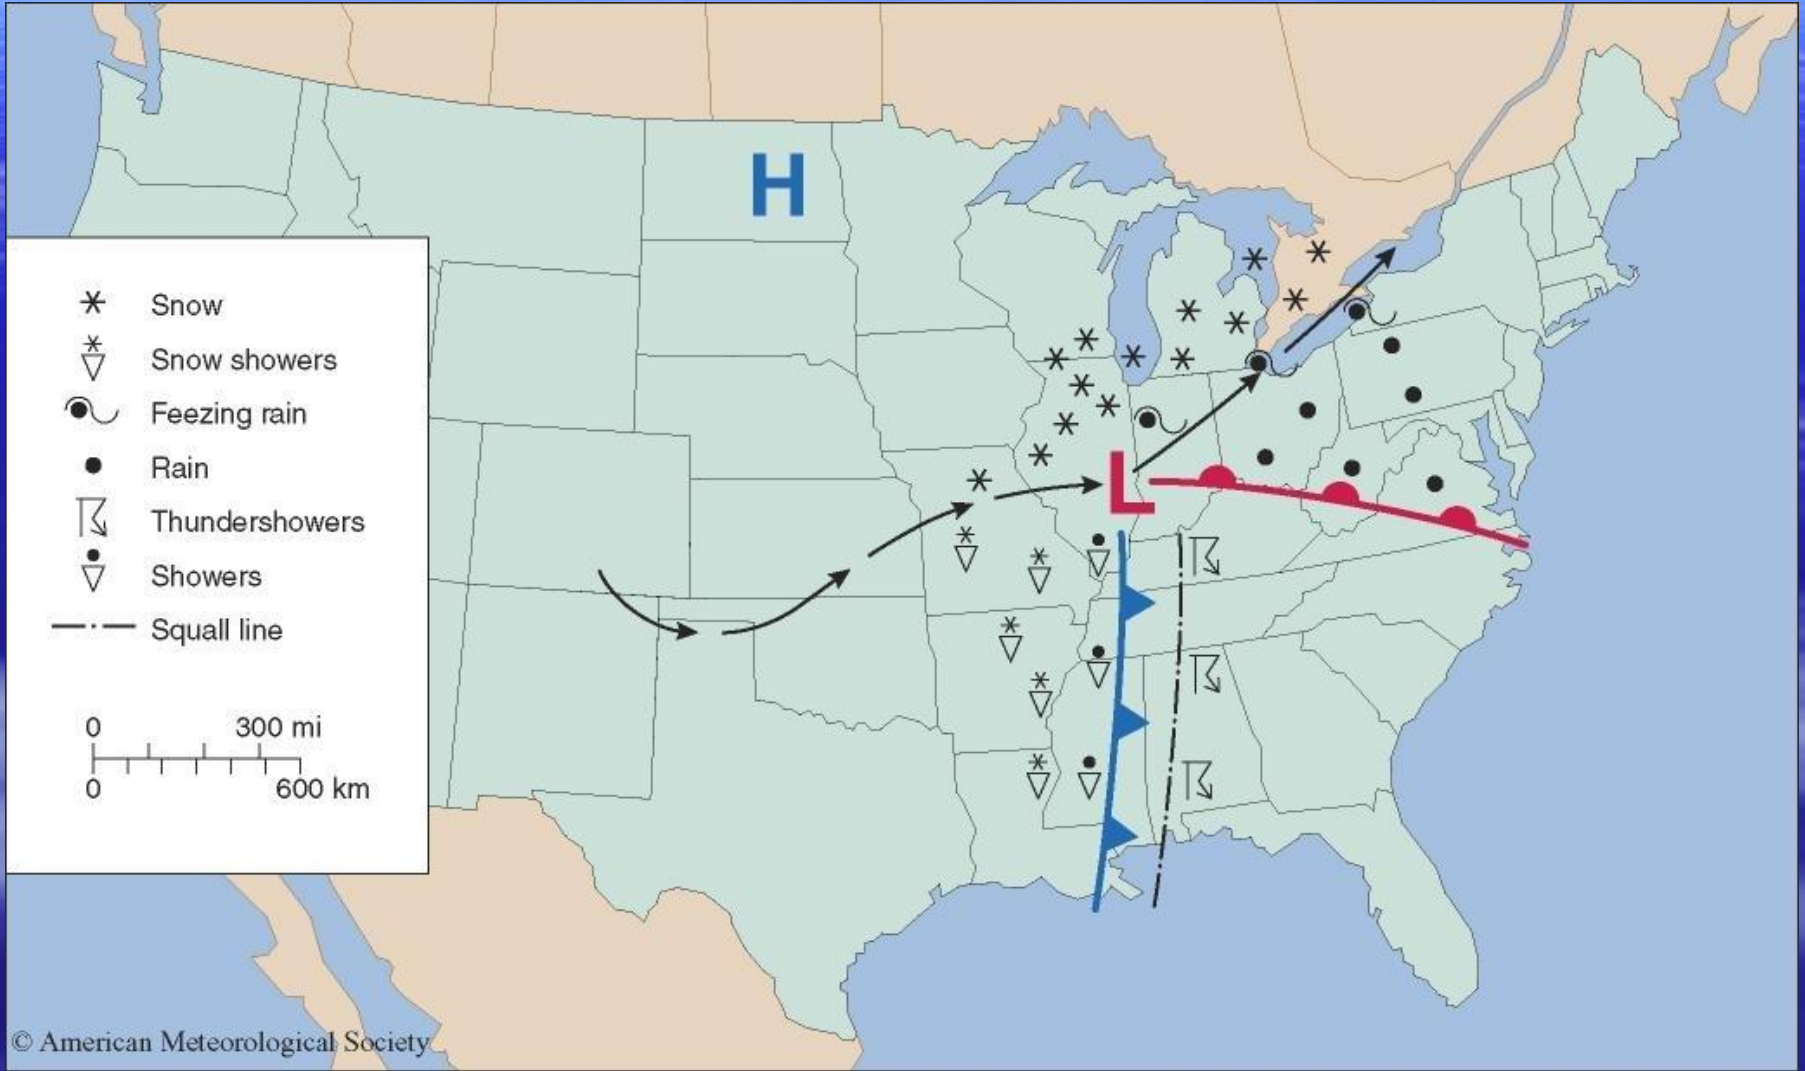 H
Snow
Snow showers
Feezing rain
Rain
Thundershowers
Showers
Squall line
L
0 300 mi
0 600 km
© American Meteorological Society